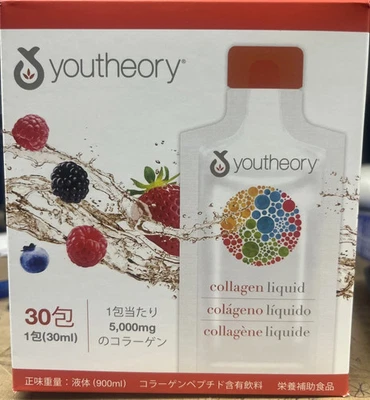 youtheory®
youtheory
collagen liquid
colágeno líquido
collagène liquide
30包
1包(30ml)
1包当たり
5,000mg
のコラーゲン
正味重量：液体 (900ml) コラーゲンペプチド含有飲料 栄養補助食品